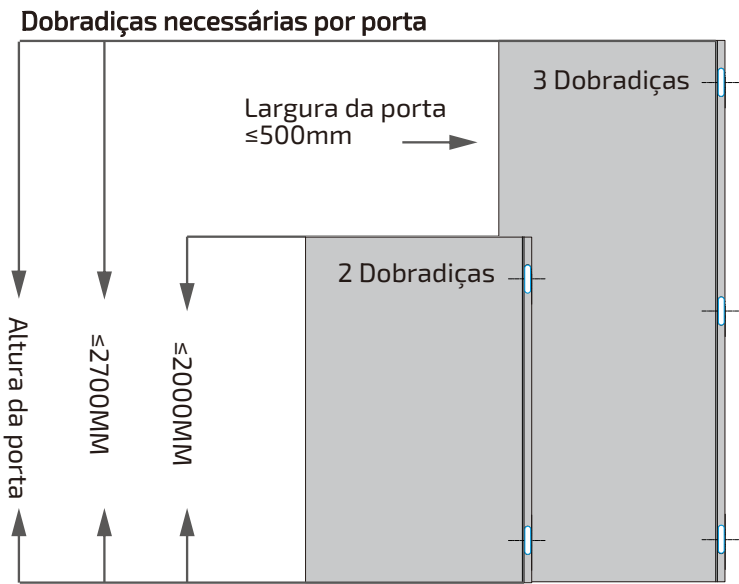 Dobradiças necessárias por porta
3 Dobradiças
Largura da porta
≤500mm
2 Dobradiças
Altura da porta
≤2700MM
≤2000MM